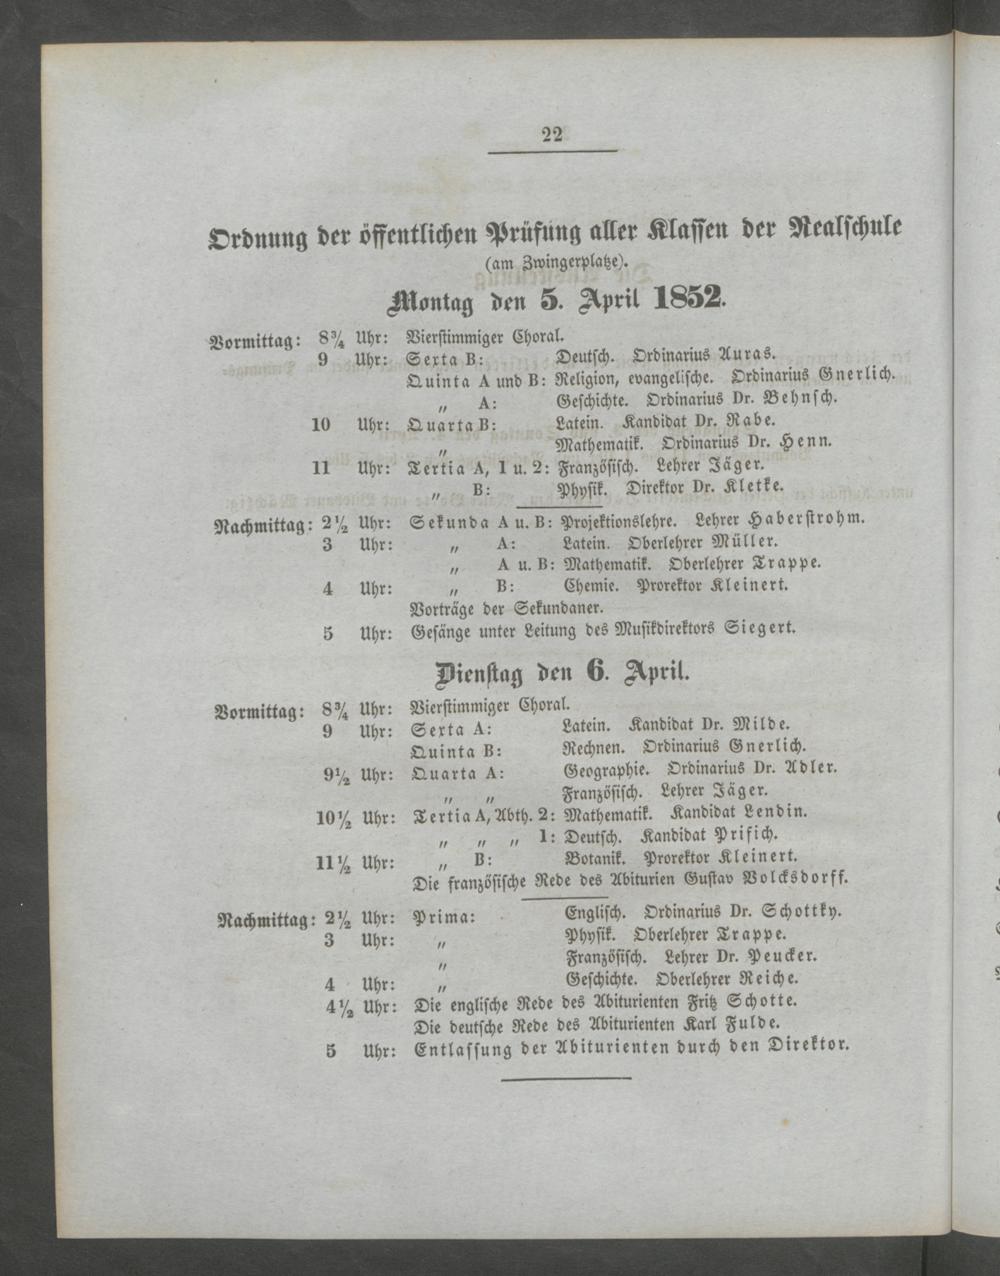 22
Ordnung der öffentlichen Prüfung aller Klassen der Realschule
(am Zwingerplatze).
Montag den 5. April 1852.
Vormittag: 8¾ Uhr: Vierstimmiger Choral.
9 Uhr: Sexta B: Deutsch. Ordinarius Auras.
Quinta A und B: Religion, evangelische. Ordinarius Gnerlich.
„ A: Geschichte. Ordinarius Dr. Behnsch.
10 Uhr: Quarta B: Latein. Kandidat Dr. Rabe.
„ Mathematik. Ordinarius Dr. Henn.
11 Uhr: Tertia A, 1 u. 2: Französisch. Lehrer Jäger.
„ B: Physik. Direktor Dr. Kletke.
Nachmittag: 2½ Uhr: Sekunda A u. B: Projektionslehre. Lehrer Haberstrohm.
3 Uhr: „ A: Latein. Oberlehrer Müller.
„ A u. B: Mathematik. Oberlehrer Trappe.
4 Uhr: „ B: Chemie. Prorektor Kleinert.
Vorträge der Sekundaner.
5 Uhr: Gesänge unter Leitung des Musikdirektors Siegert.
Dienstag den 6. April.
Vormittag: 8¾ Uhr: Vierstimmiger Choral.
9 Uhr: Sexta A: Latein. Kandidat Dr. Milde.
Quinta B: Rechnen. Ordinarius Gnerlich.
9½ Uhr: Quarta A: Geographie. Ordinarius Dr. Adler.
„ „ Französisch. Lehrer Jäger.
10½ Uhr: Tertia A, Abth. 2: Mathematik. Kandidat Lendin.
„ „ „ 1: Deutsch. Kandidat Prifich.
11½ Uhr: „ B: Botanik. Prorektor Kleinert.
Die französische Rede des Abiturien Gustav Volcksdorff.
Nachmittag: 2½ Uhr: Prima: Englisch. Ordinarius Dr. Schottky.
3 Uhr: „ Physik. Oberlehrer Trappe.
„ Französisch. Lehrer Dr. Peucker.
4 Uhr: „ Geschichte. Oberlehrer Reiche.
4½ Uhr: Die englische Rede des Abiturienten Fritz Schotte.
Die deutsche Rede des Abiturienten Karl Fulde.
5 Uhr: Entlassung der Abiturienten durch den Direktor.